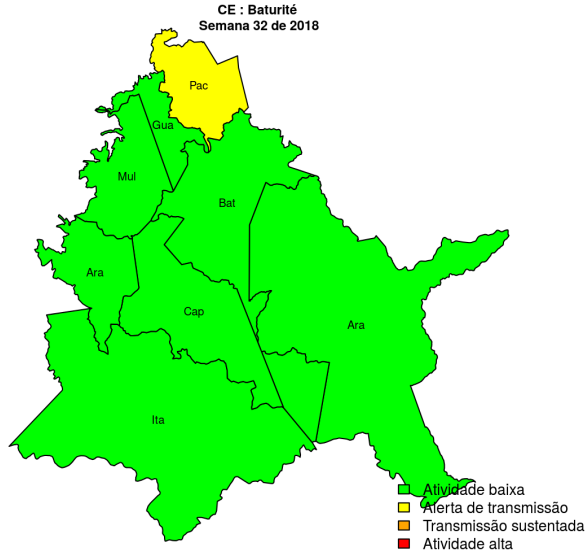 CE : Baturité
Semana 32 de 2018
Pac
Gua
Mul
Bat
Ara
Cap
Ara
Ita
Atividade baixa
Alerta de transmissão
Transmissão sustentada
Atividade alta